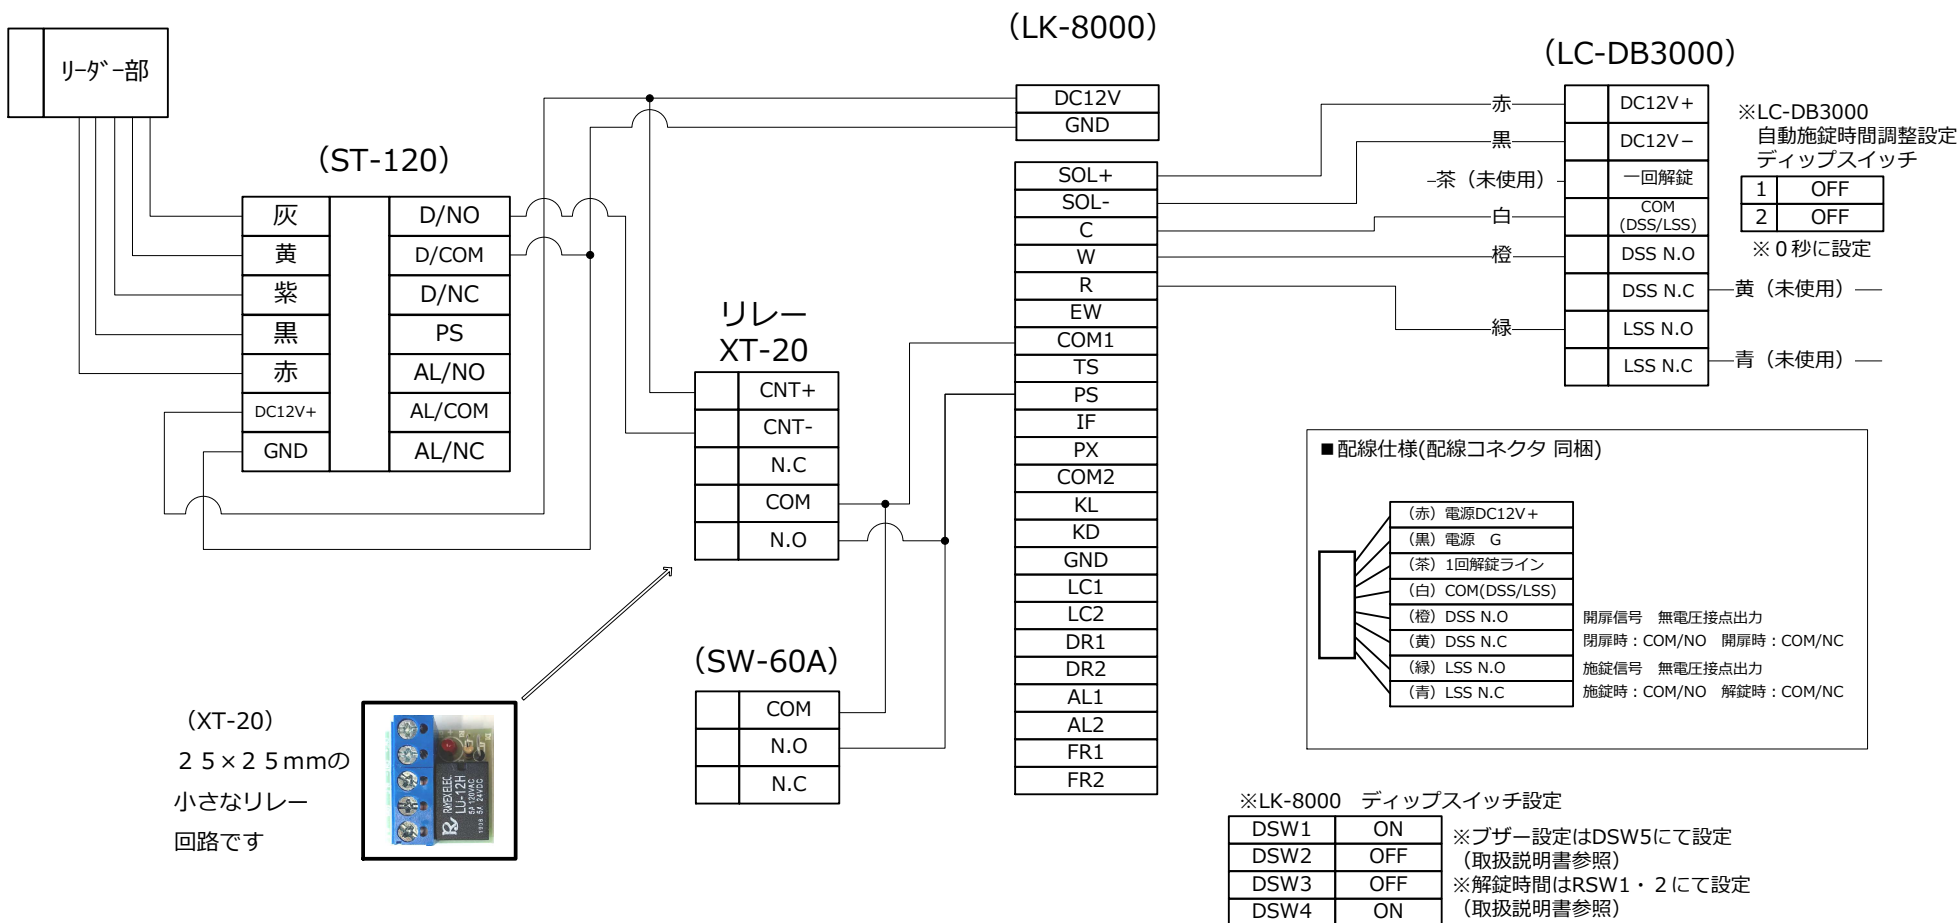 (LK-8000)
(LC-DB3000)
ﾘｰﾀﾞｰ部
DC12V
GND
(ST-120)
灰
黄
紫
黒
赤
DC12V+
GND
D/NO
D/COM
D/NC
PS
AL/NO
AL/COM
AL/NC
リレー
XT-20
CNT+
CNT-
N.C
COM
N.O
(SW-60A)
COM
N.O
N.C
SOL+
SOL-
C
W
R
EW
COM1
TS
PS
IF
PX
COM2
KL
KD
GND
LC1
LC2
DR1
DR2
AL1
AL2
FR1
FR2
赤
黒
茶（未使用）
白
橙
緑
DC12V＋
DC12V－
一回解錠
COM
(DSS/LSS)
DSS N.O
DSS N.C
LSS N.O
LSS N.C
黄（未使用）
青（未使用）
※LC-DB3000
自動施錠時間調整設定
ディップスイッチ
1 OFF
2 OFF
※０秒に設定
■配線仕様(配線コネクタ 同梱)
（赤）電源DC12V＋
（黒）電源　G
（茶）1回解錠ライン
（白）COM(DSS/LSS)
（橙）DSS N.O　開扉信号　無電圧接点出力
（黄）DSS N.C　閉扉時：COM/NO　開扉時：COM/NC
（緑）LSS N.O　施錠信号　無電圧接点出力
（青）LSS N.C　施錠時：COM/NO　解錠時：COM/NC
（XT-20）
２５×２５mmの
小さなリレー
回路です
RAYEX ELEC
LU-12H
5A 120VAC
5A 24VDC
※LK-8000　ディップスイッチ設定
DSW1 ON
DSW2 OFF
DSW3 OFF
DSW4 ON
※ブザー設定はDSW5にて設定
（取扱説明書参照）
※解錠時間はRSW1・２にて設定
（取扱説明書参照）